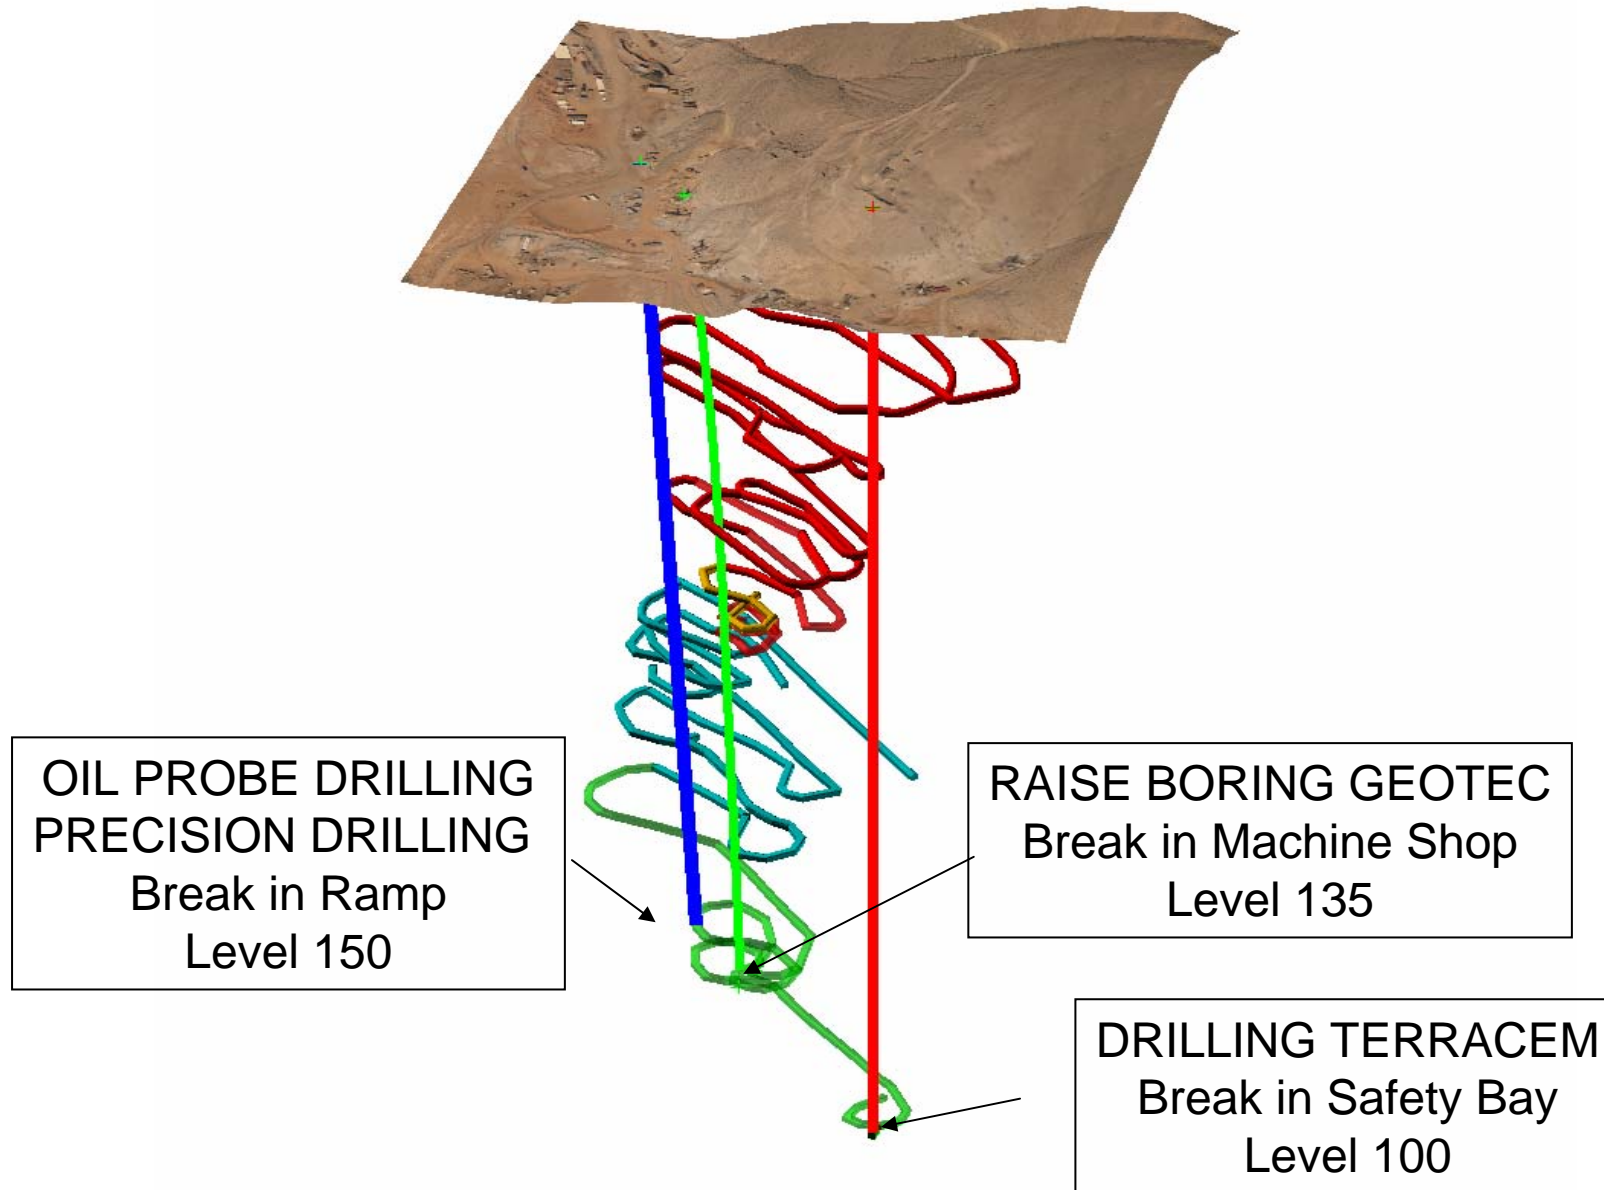 OIL PROBE DRILLING
PRECISION DRILLING
Break in Ramp
Level 150
RAISE BORING GEOTEC
Break in Machine Shop
Level 135
DRILLING TERRACEM
Break in Safety Bay
Level 100